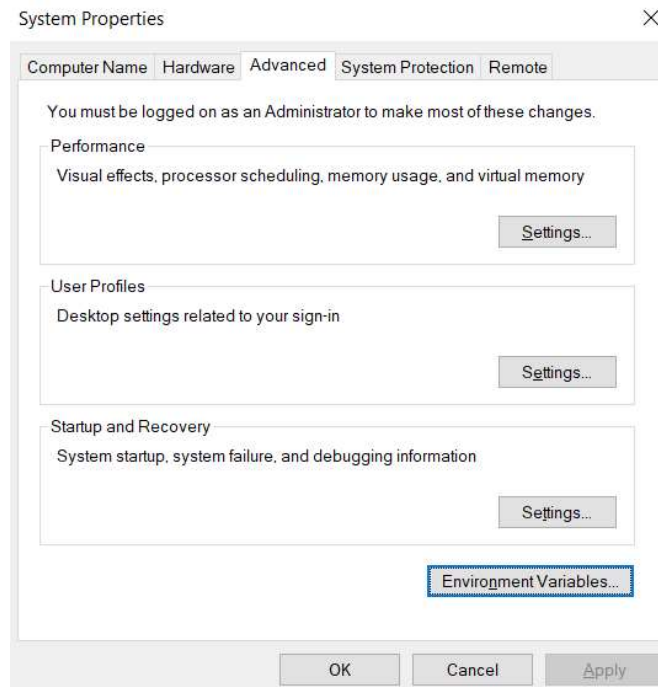 System Properties
Computer Name Hardware Advanced System Protection Remote
You must be logged on as an Administrator to make most of these changes.
Performance
Visual effects, processor scheduling, memory usage, and virtual memory
Settings...
User Profiles
Desktop settings related to your sign-in
Settings...
Startup and Recovery
System startup, system failure, and debugging information
Settings...
Environment Variables...
OK Cancel Apply